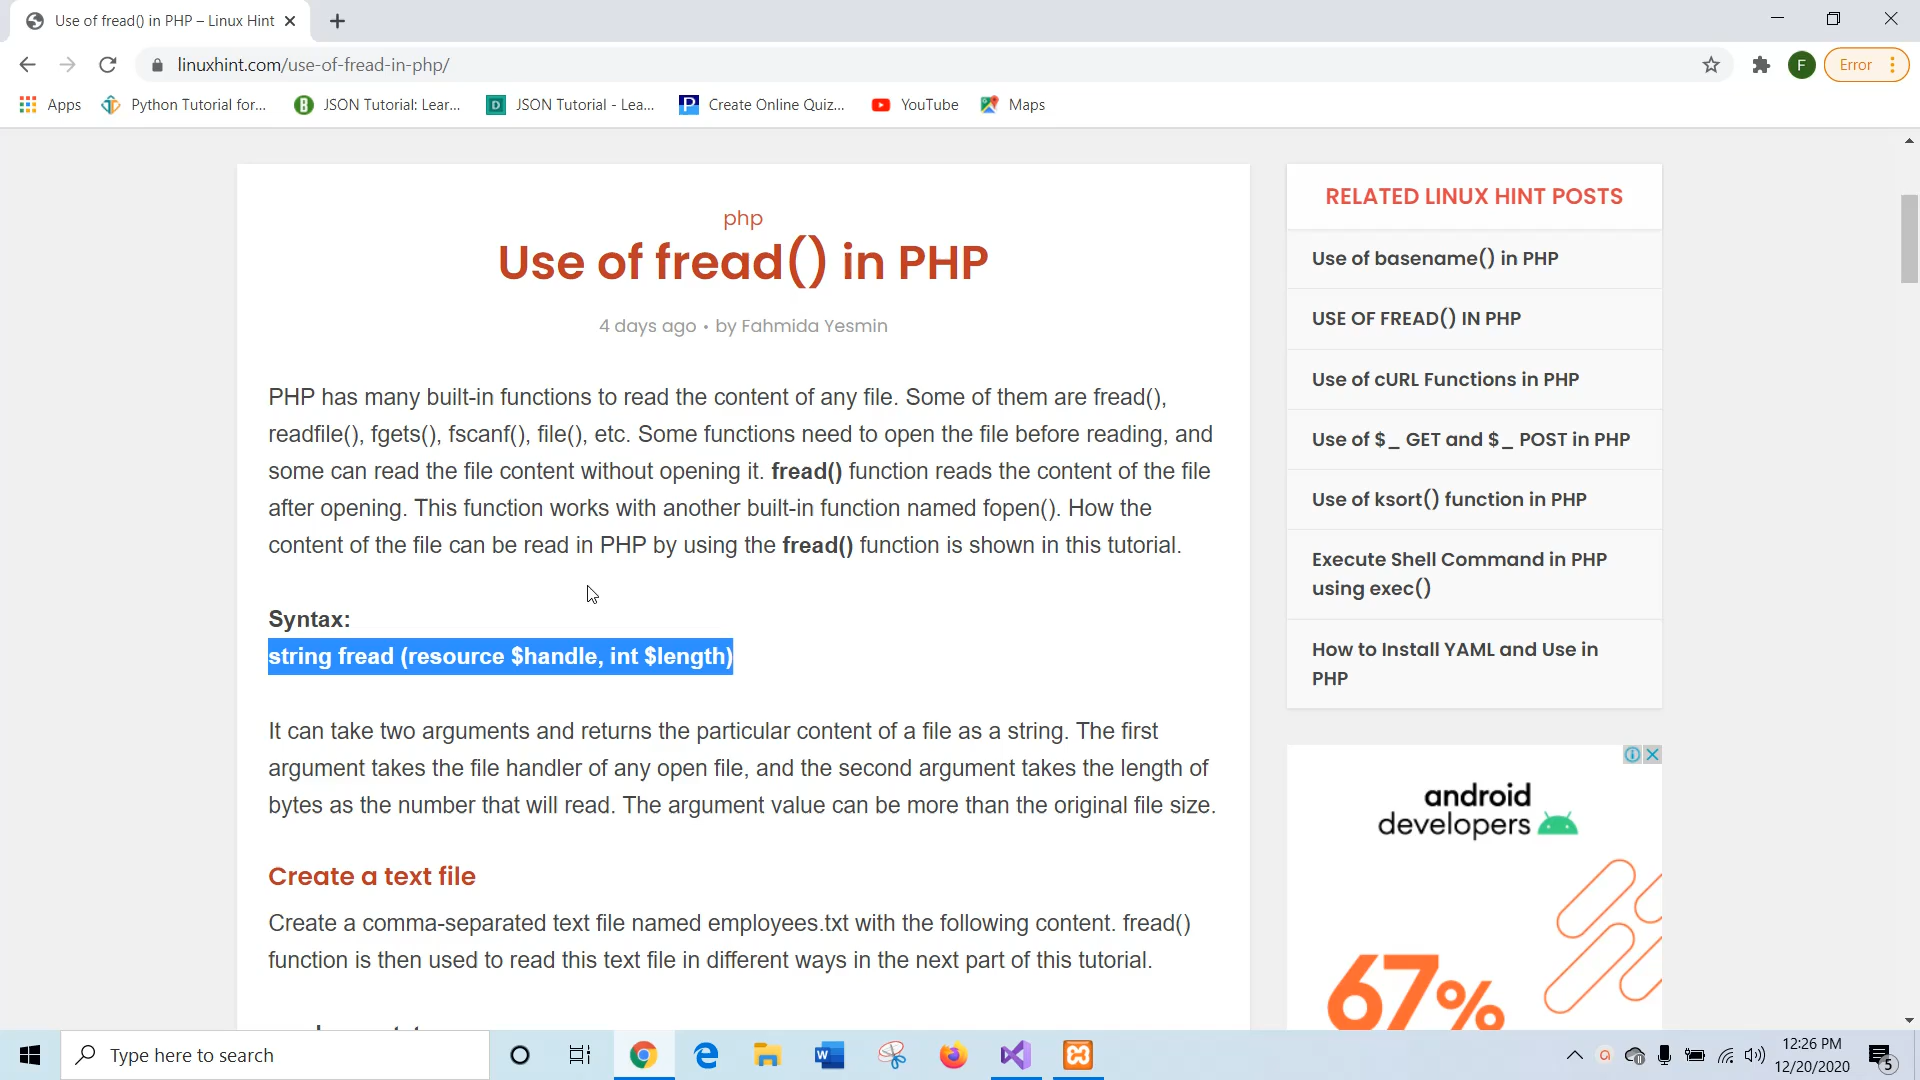 Use of fread() in PHP – Linux Hint
linuxhint.com/use-of-fread-in-php/
F
Error
Apps
Python Tutorial for...
JSON Tutorial: Lear...
JSON Tutorial - Lea...
Create Online Quiz...
YouTube
Maps
php
Use of fread() in PHP
4 days ago • by Fahmida Yesmin
PHP has many built-in functions to read the content of any file. Some of them are fread(),
readfile(), fgets(), fscanf(), file(), etc. Some functions need to open the file before reading, and
some can read the file content without opening it. fread() function reads the content of the file
after opening. This function works with another built-in function named fopen(). How the
content of the file can be read in PHP by using the fread() function is shown in this tutorial.
Syntax:
string fread (resource $handle, int $length)
It can take two arguments and returns the particular content of a file as a string. The first
argument takes the file handler of any open file, and the second argument takes the length of
bytes as the number that will read. The argument value can be more than the original file size.
Create a text file
Create a comma-separated text file named employees.txt with the following content. fread()
function is then used to read this text file in different ways in the next part of this tutorial.
RELATED LINUX HINT POSTS
Use of basename() in PHP
USE OF FREAD() IN PHP
Use of cURL Functions in PHP
Use of $_ GET and $_ POST in PHP
Use of ksort() function in PHP
Execute Shell Command in PHP
using exec()
How to Install YAML and Use in
PHP
android
developers
67%
Type here to search
12:26 PM
12/20/2020
5